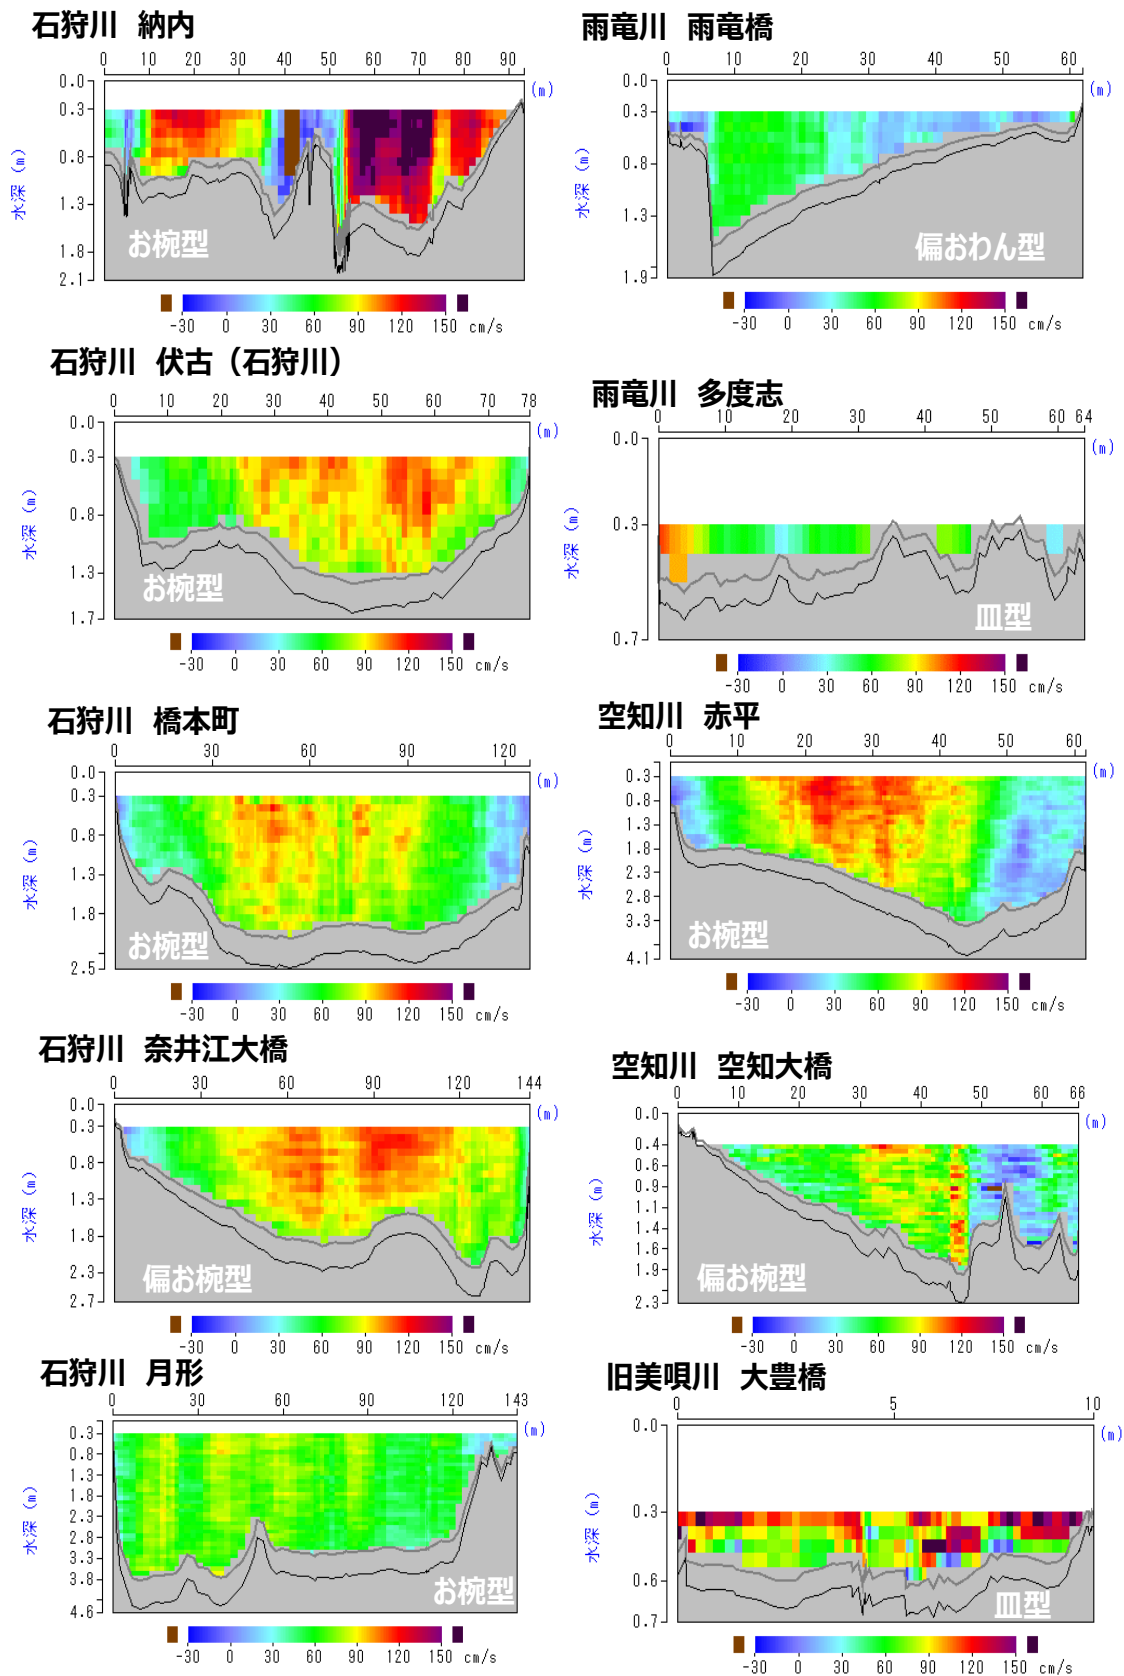 石狩川 納内
0 10 20 30 40 50 60 70 80 90
(m)
0.0
0.3
0.8
1.3
1.8
2.1
水深 (m)
お椀型
-30 0 30 60 90 120 150 cm/s
雨竜川 雨竜橋
0 10 20 30 40 50 60
(m)
0.0
0.3
0.8
1.3
1.9
水深 (m)
偏おわん型
-30 0 30 60 90 120 150 cm/s
石狩川 伏古（石狩川）
0 10 20 30 40 50 60 70 78
(m)
0.0
0.3
0.8
1.3
1.7
水深 (m)
お椀型
-30 0 30 60 90 120 150 cm/s
雨竜川 多度志
0 10 20 30 40 50 60 64
(m)
0.0
0.3
0.7
水深 (m)
皿型
-30 0 30 60 90 120 150 cm/s
石狩川 橋本町
0 30 60 90 120
(m)
0.0
0.3
0.8
1.3
1.8
2.5
水深 (m)
お椀型
-30 0 30 60 90 120 150 cm/s
空知川 赤平
0 10 20 30 40 50 60
(m)
0.3
0.8
1.3
1.8
2.3
2.8
3.3
4.1
水深 (m)
お椀型
-30 0 30 60 90 120 150 cm/s
石狩川 奈井江大橋
0 30 60 90 120 144
(m)
0.0
0.3
0.8
1.3
1.8
2.3
2.7
水深 (m)
偏お椀型
-30 0 30 60 90 120 150 cm/s
空知川 空知大橋
0 10 20 30 40 50 60 66
(m)
0.0
0.4
0.6
0.9
1.1
1.4
1.6
1.9
2.3
水深 (m)
偏お椀型
-30 0 30 60 90 120 150 cm/s
石狩川 月形
0 30 60 90 120 143
(m)
0.3
0.8
1.3
1.8
2.3
2.8
3.3
3.8
4.6
水深 (m)
お椀型
-30 0 30 60 90 120 150 cm/s
旧美唄川 大豊橋
0 5 10
(m)
0.0
0.3
0.6
0.7
水深 (m)
皿型
-30 0 30 60 90 120 150 cm/s